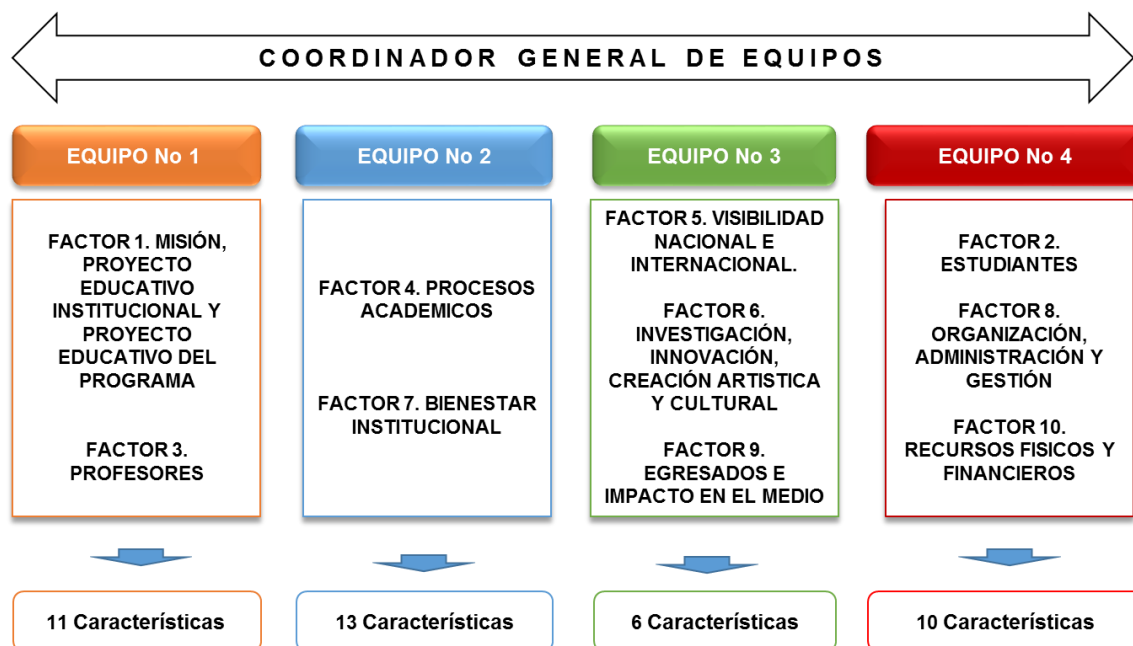 COORDINADOR GENERAL DE EQUIPOS
EQUIPO No 1
FACTOR 1. MISIÓN,
PROYECTO
EDUCATIVO
INSTITUCIONAL Y
PROYECTO
EDUCATIVO DEL
PROGRAMA
FACTOR 3.
PROFESORES
11 Características
EQUIPO No 2
FACTOR 4. PROCESOS
ACADEMICOS
FACTOR 7. BIENESTAR
INSTITUCIONAL
13 Características
EQUIPO No 3
FACTOR 5. VISIBILIDAD
NACIONAL E
INTERNACIONAL.
FACTOR 6.
INVESTIGACIÓN,
INNOVACIÓN,
CREACIÓN ARTISTICA
Y CULTURAL
FACTOR 9.
EGRESADOS E
IMPACTO EN EL MEDIO
6 Características
EQUIPO No 4
FACTOR 2.
ESTUDIANTES
FACTOR 8.
ORGANIZACIÓN,
ADMINISTRACIÓN Y
GESTIÓN
FACTOR 10.
RECURSOS FISICOS Y
FINANCIEROS
10 Características